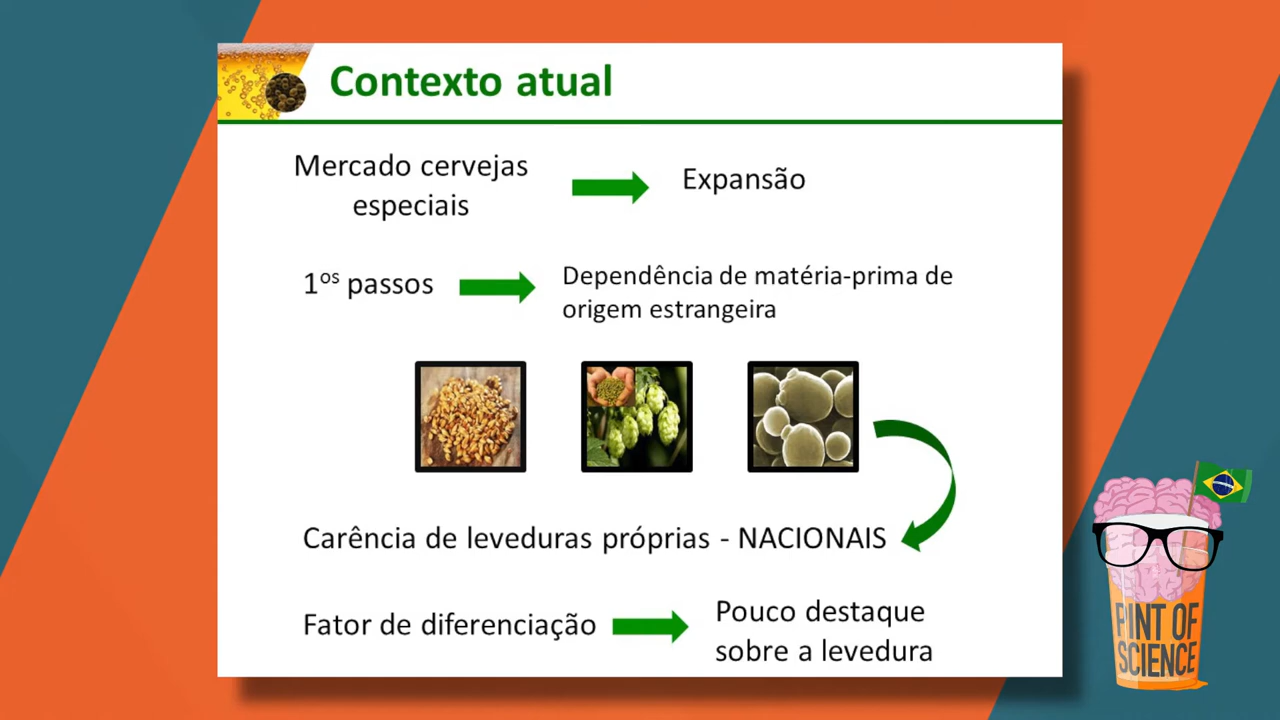 Contexto atual
Mercado cervejas
especiais
Expansão
1os passos
Dependência de matéria-prima de
origem estrangeira
Carência de leveduras próprias - NACIONAIS
Fator de diferenciação
Pouco destaque
sobre a levedura
PINT OF
SCIENCE